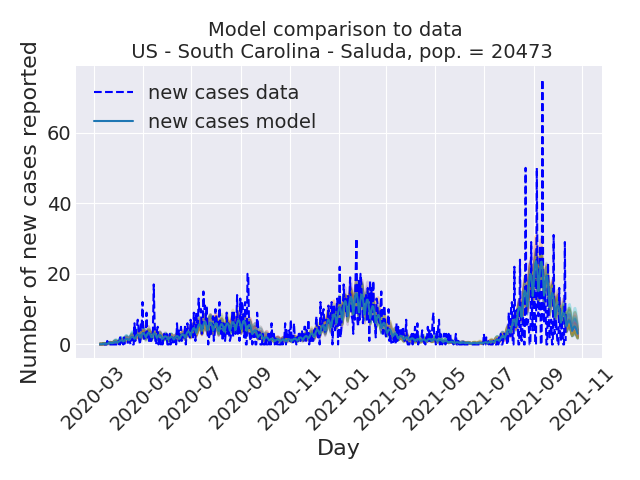 Model comparison to data
US - South Carolina - Saluda, pop. = 20473
new cases data
new cases model
Number of new cases reported
60
40
20
0
2020-03
2020-05
2020-07
2020-09
2020-11
2021-01
2021-03
2021-05
2021-07
2021-09
2021-11
Day